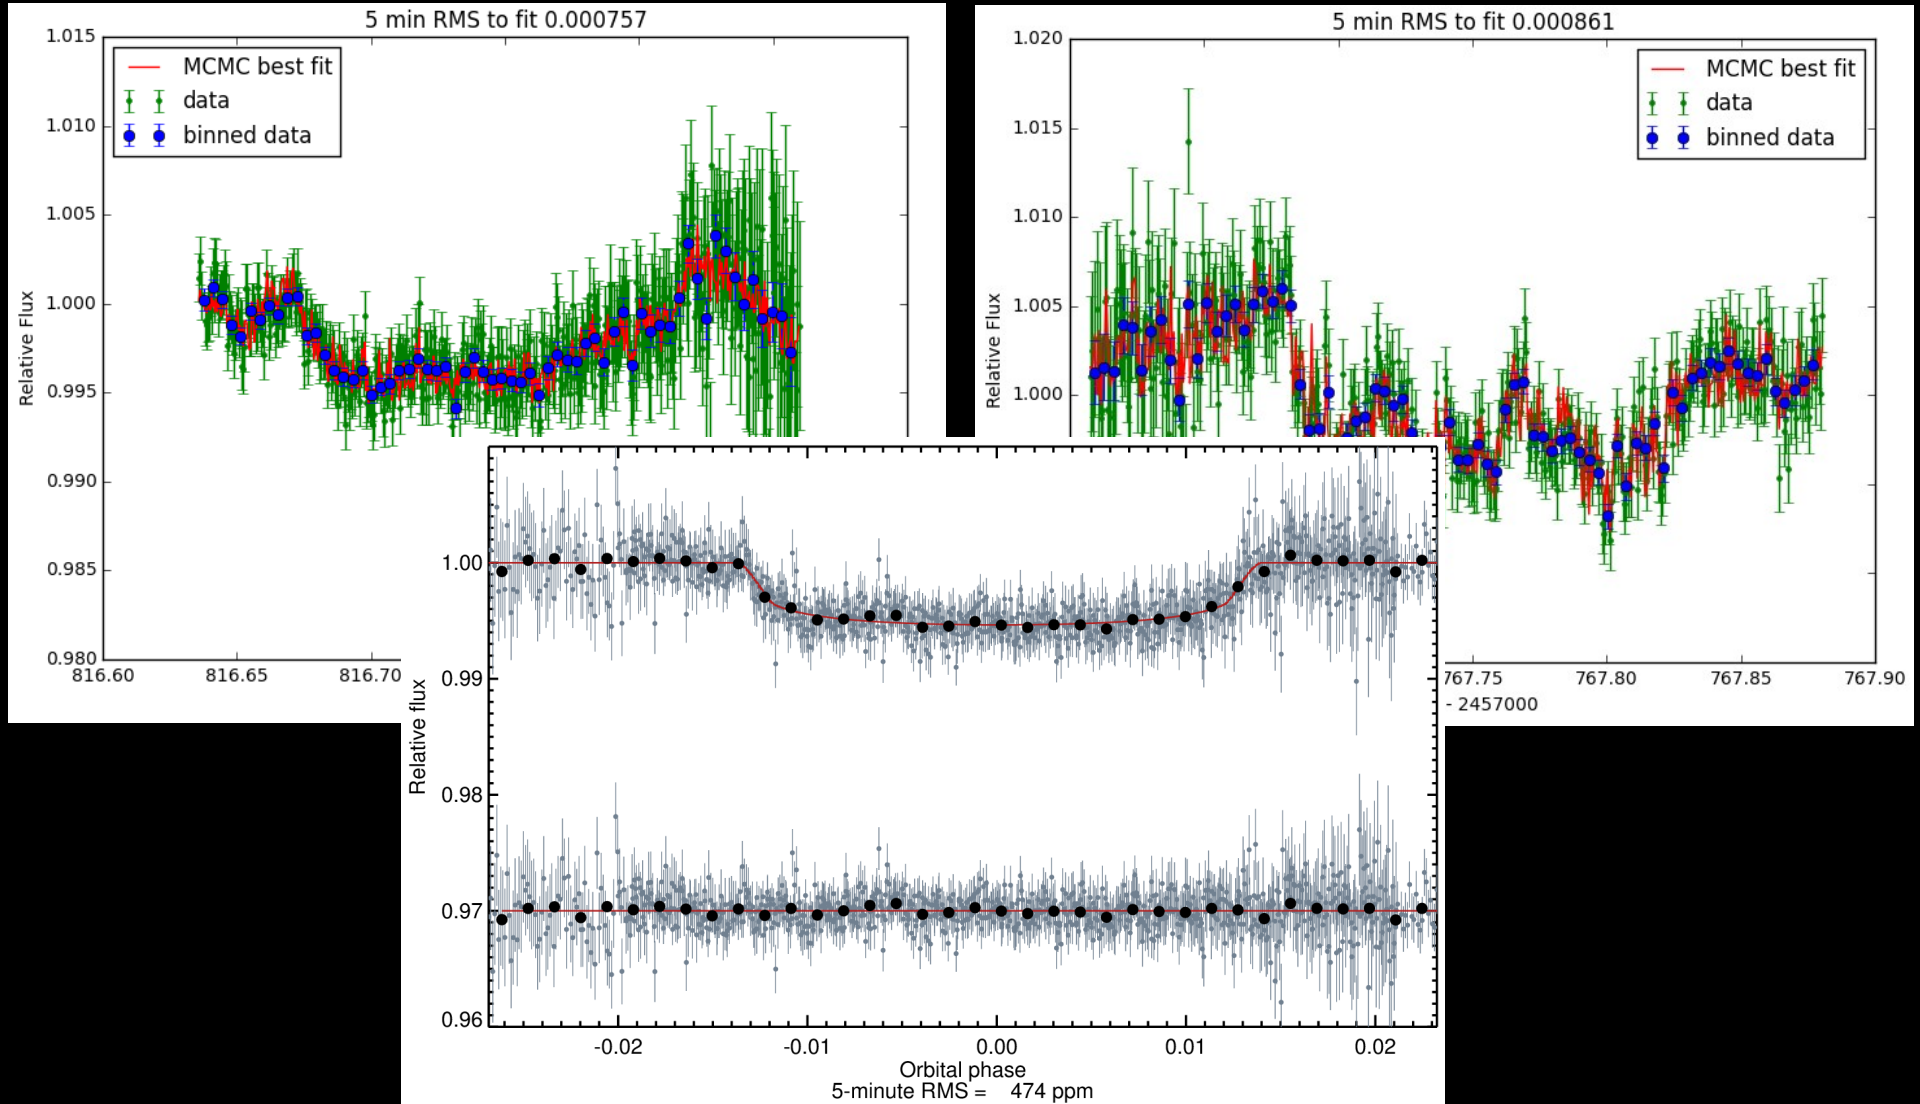 5 min RMS to fit 0.000757
1.015
1.010
1.005
1.000
0.995
0.990
0.985
0.980
Relative Flux
MCMC best fit
data
binned data
816.60
816.65
816.70
5 min RMS to fit 0.000861
1.020
1.015
1.010
1.005
1.000
Relative Flux
MCMC best fit
data
binned data
767.75
767.80
767.85
767.90
- 2457000
1.00
0.99
0.98
0.97
0.96
Relative flux
-0.02
-0.01
0.00
0.01
0.02
Orbital phase
5-minute RMS = 474 ppm